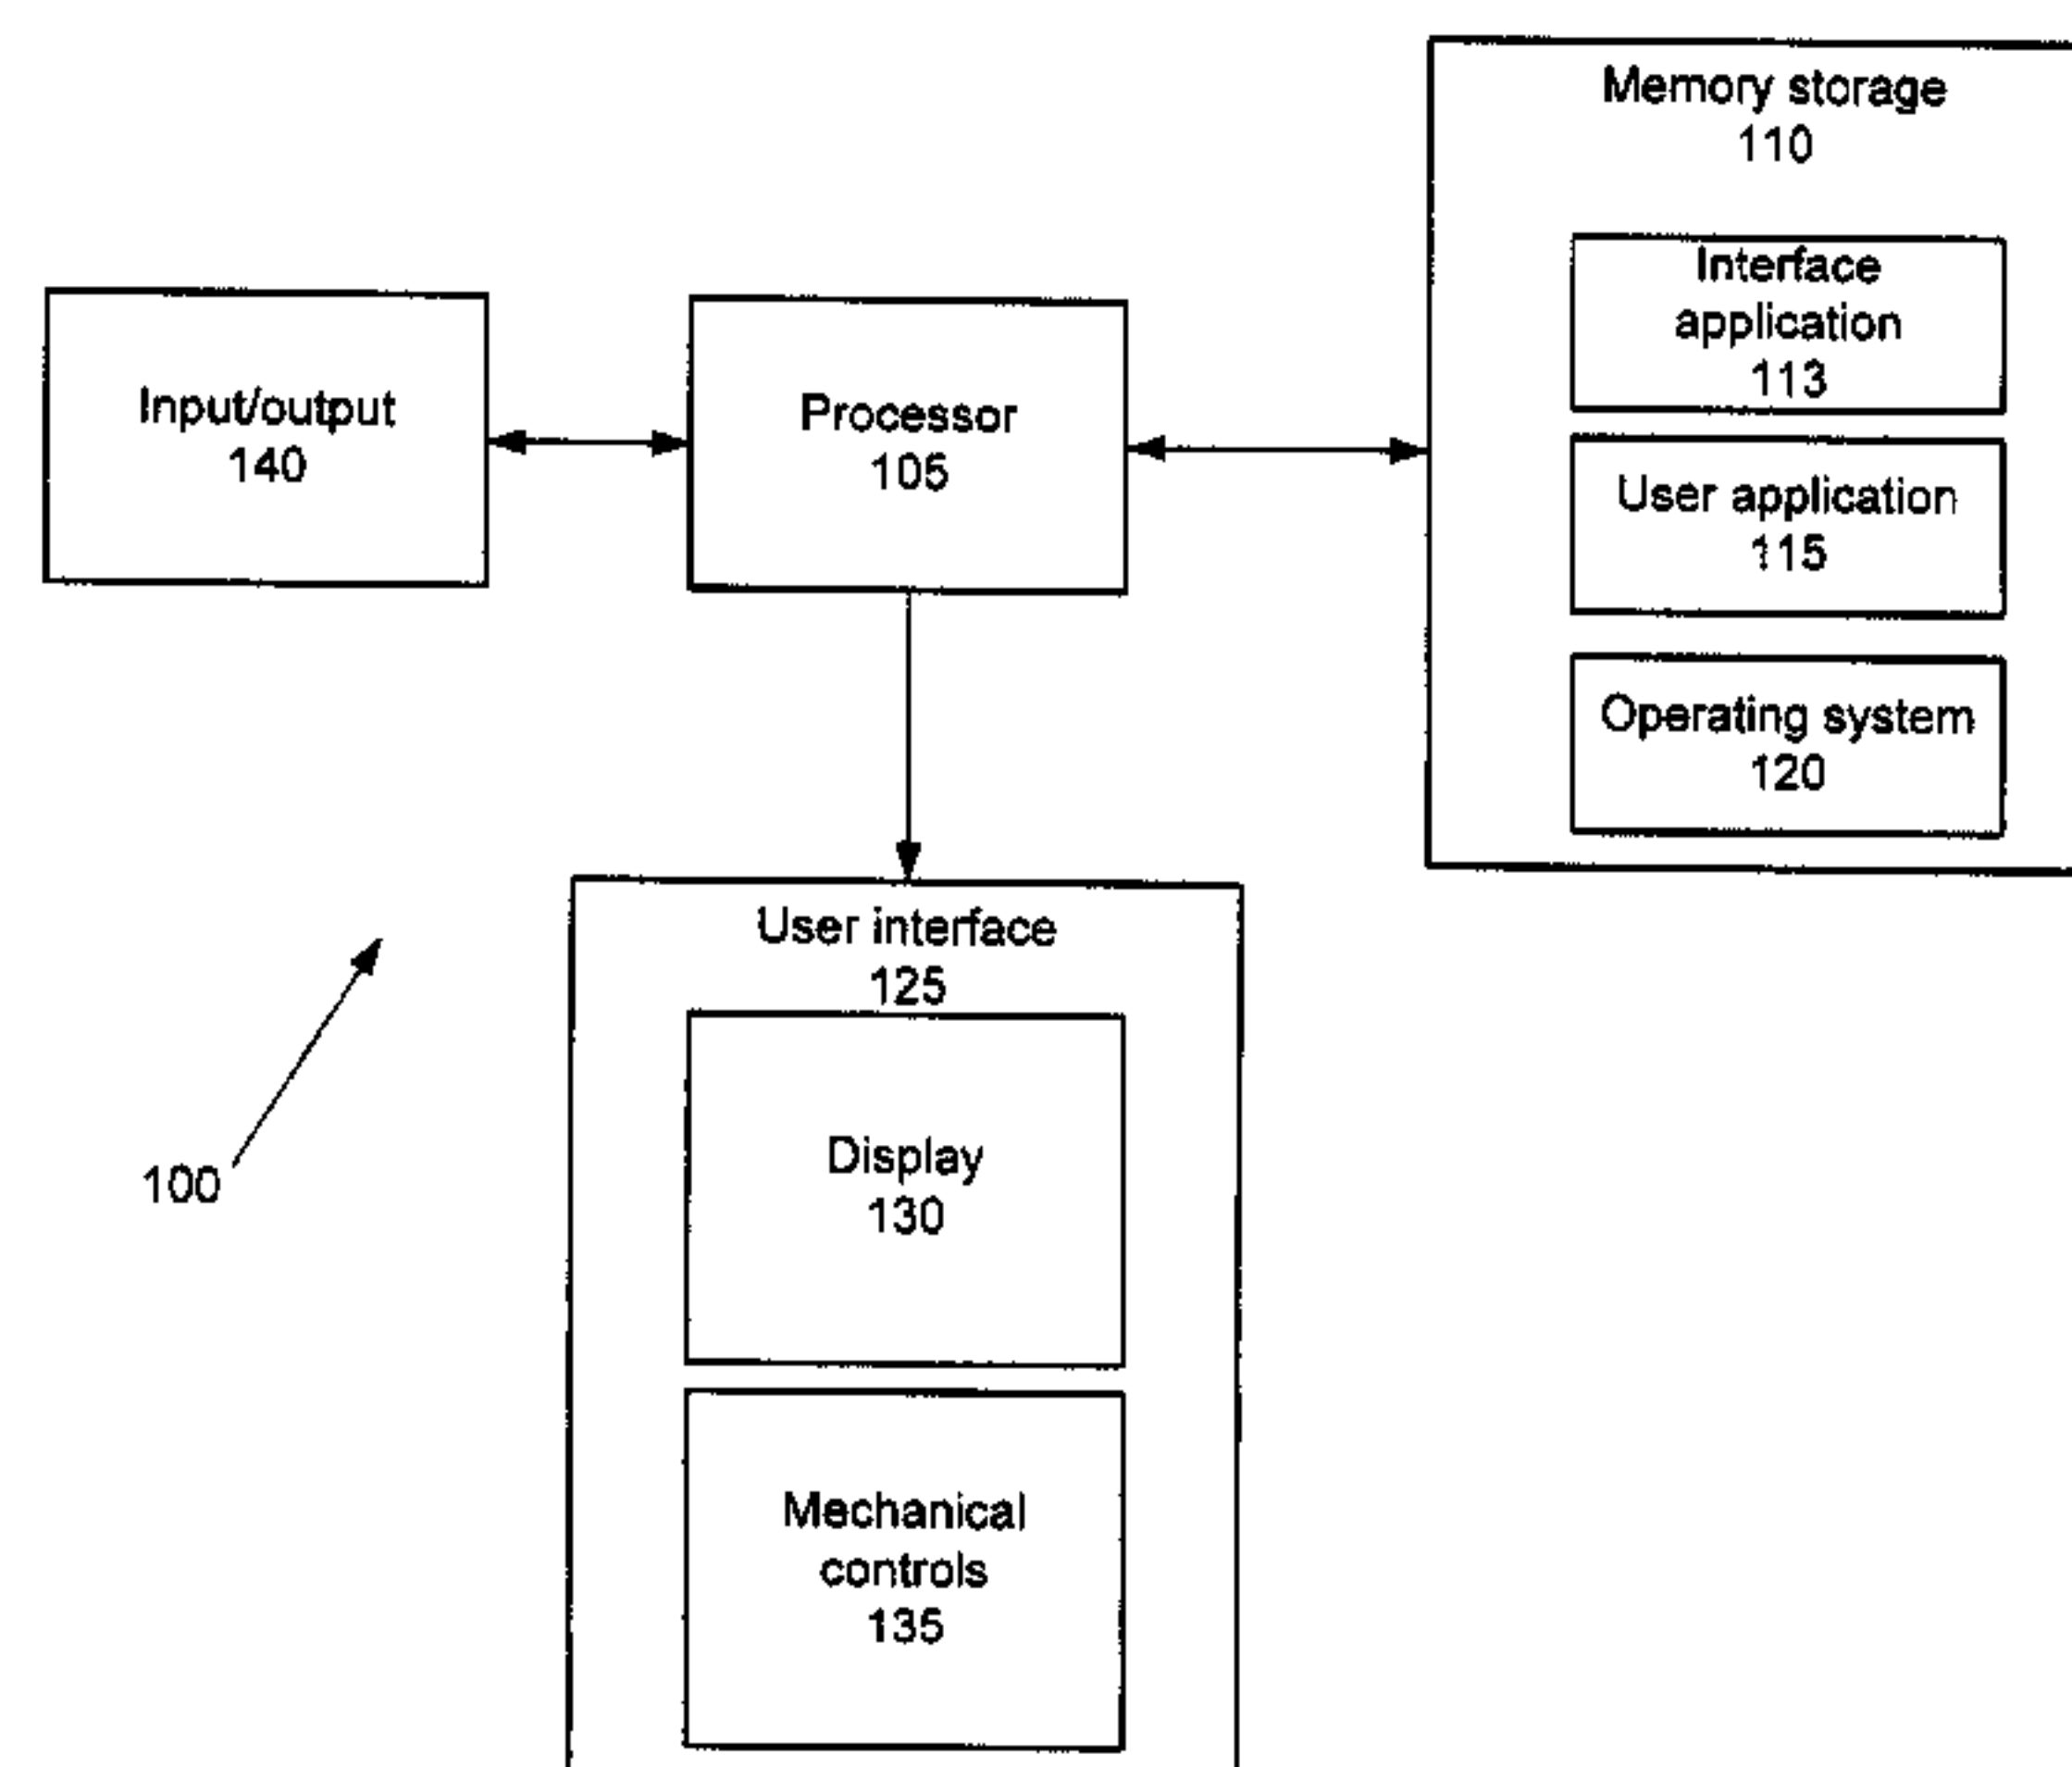 Memory storage
110
Interface
application
113
User application
115
Operating system
120
Input/output
140
Processor
105
User interface
125
Display
130
Mechanical
controls
135
100